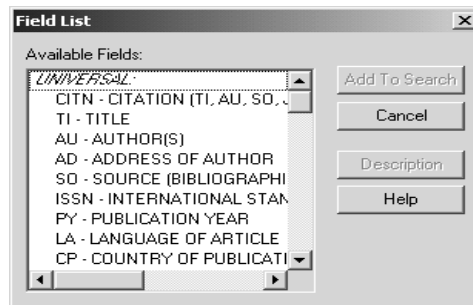 Field List
Available Fields:
UNIVERSAL:
CITN - CITATION (TI, AU, SO, J
TI - TITLE
AU - AUTHOR(S)
AD - ADDRESS OF AUTHOR
SO - SOURCE (BIBLIOGRAPHI
ISSN - INTERNATIONAL STAN
PY - PUBLICATION YEAR
LA - LANGUAGE OF ARTICLE
CP - COUNTRY OF PUBLICATI
Add To Search
Cancel
Description
Help